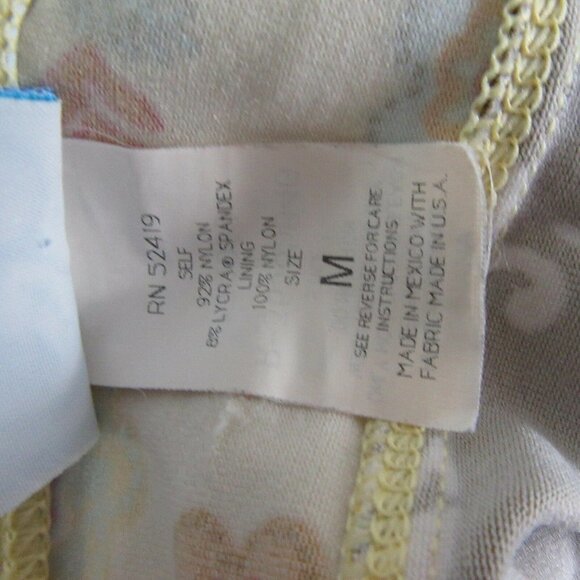 RN 52419
SELF
92% NYLON
8% LYCRA® SPANDEX
LINING
100% NYLON
SIZE
M
SEE REVERSE FOR CARE
INSTRUCTIONS
MADE IN MEXICO WITH
FABRIC MADE IN U.S.A.